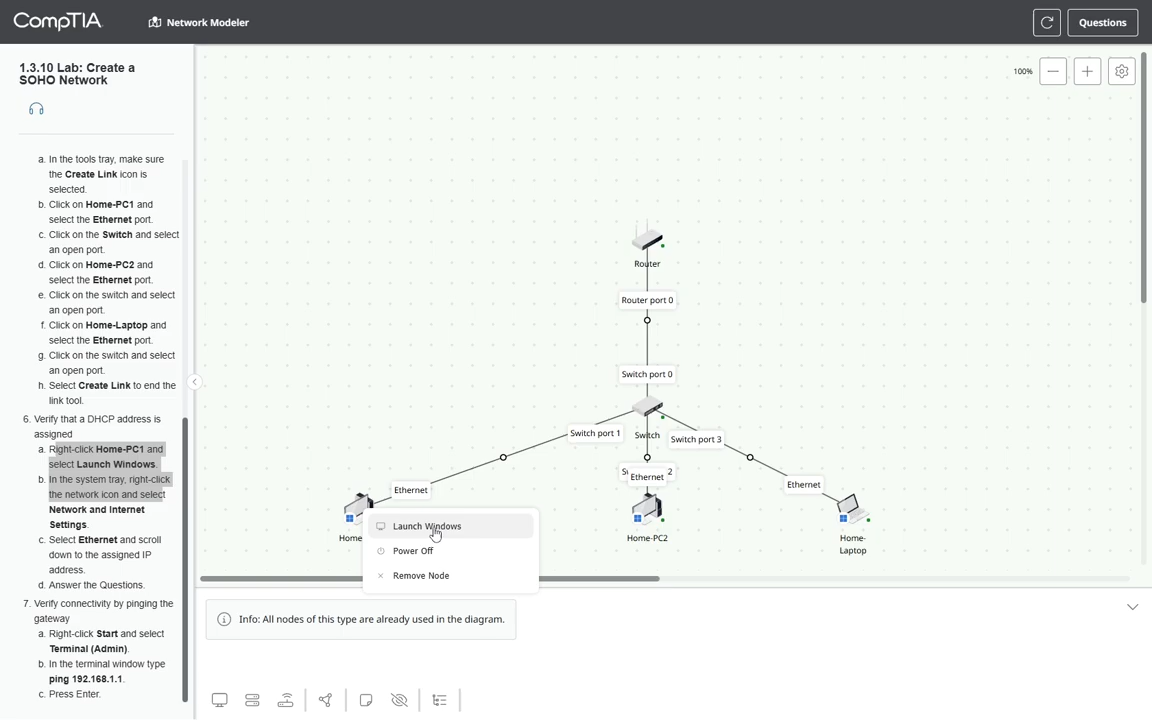 CompTIA.
Network Modeler
Questions
1.3.10 Lab: Create a
SOHO Network
a. In the tools tray, make sure
the Create Link icon is
selected.
b. Click on Home-PC1 and
select the Ethernet port.
c. Click on the Switch and select
an open port.
d. Click on Home-PC2 and
select the Ethernet port.
e. Click on the switch and select
an open port.
f. Click on Home-Laptop and
select the Ethernet port.
g. Click on the switch and select
an open port.
h. Select Create Link to end the
link tool.
6. Verify that a DHCP address is
assigned
a. Right-click Home-PC1 and
select Launch Windows.
b. In the system tray, right-click
the network icon and select
Network and Internet
Settings.
c. Select Ethernet and scroll
down to the assigned IP
address.
d. Answer the Questions.
7. Verify connectivity by pinging the
gateway
a. Right-click Start and select
Terminal (Admin).
b. In the terminal window type
ping 192.168.1.1.
c. Press Enter.
100%
Router
Router port 0
Switch port 0
Switch port 1
Switch
Switch port 3
2
Ethernet
Ethernet
Ethernet
Home-PC2
Home-
Laptop
Launch Windows
Power Off
Remove Node
Info: All nodes of this type are already used in the diagram.